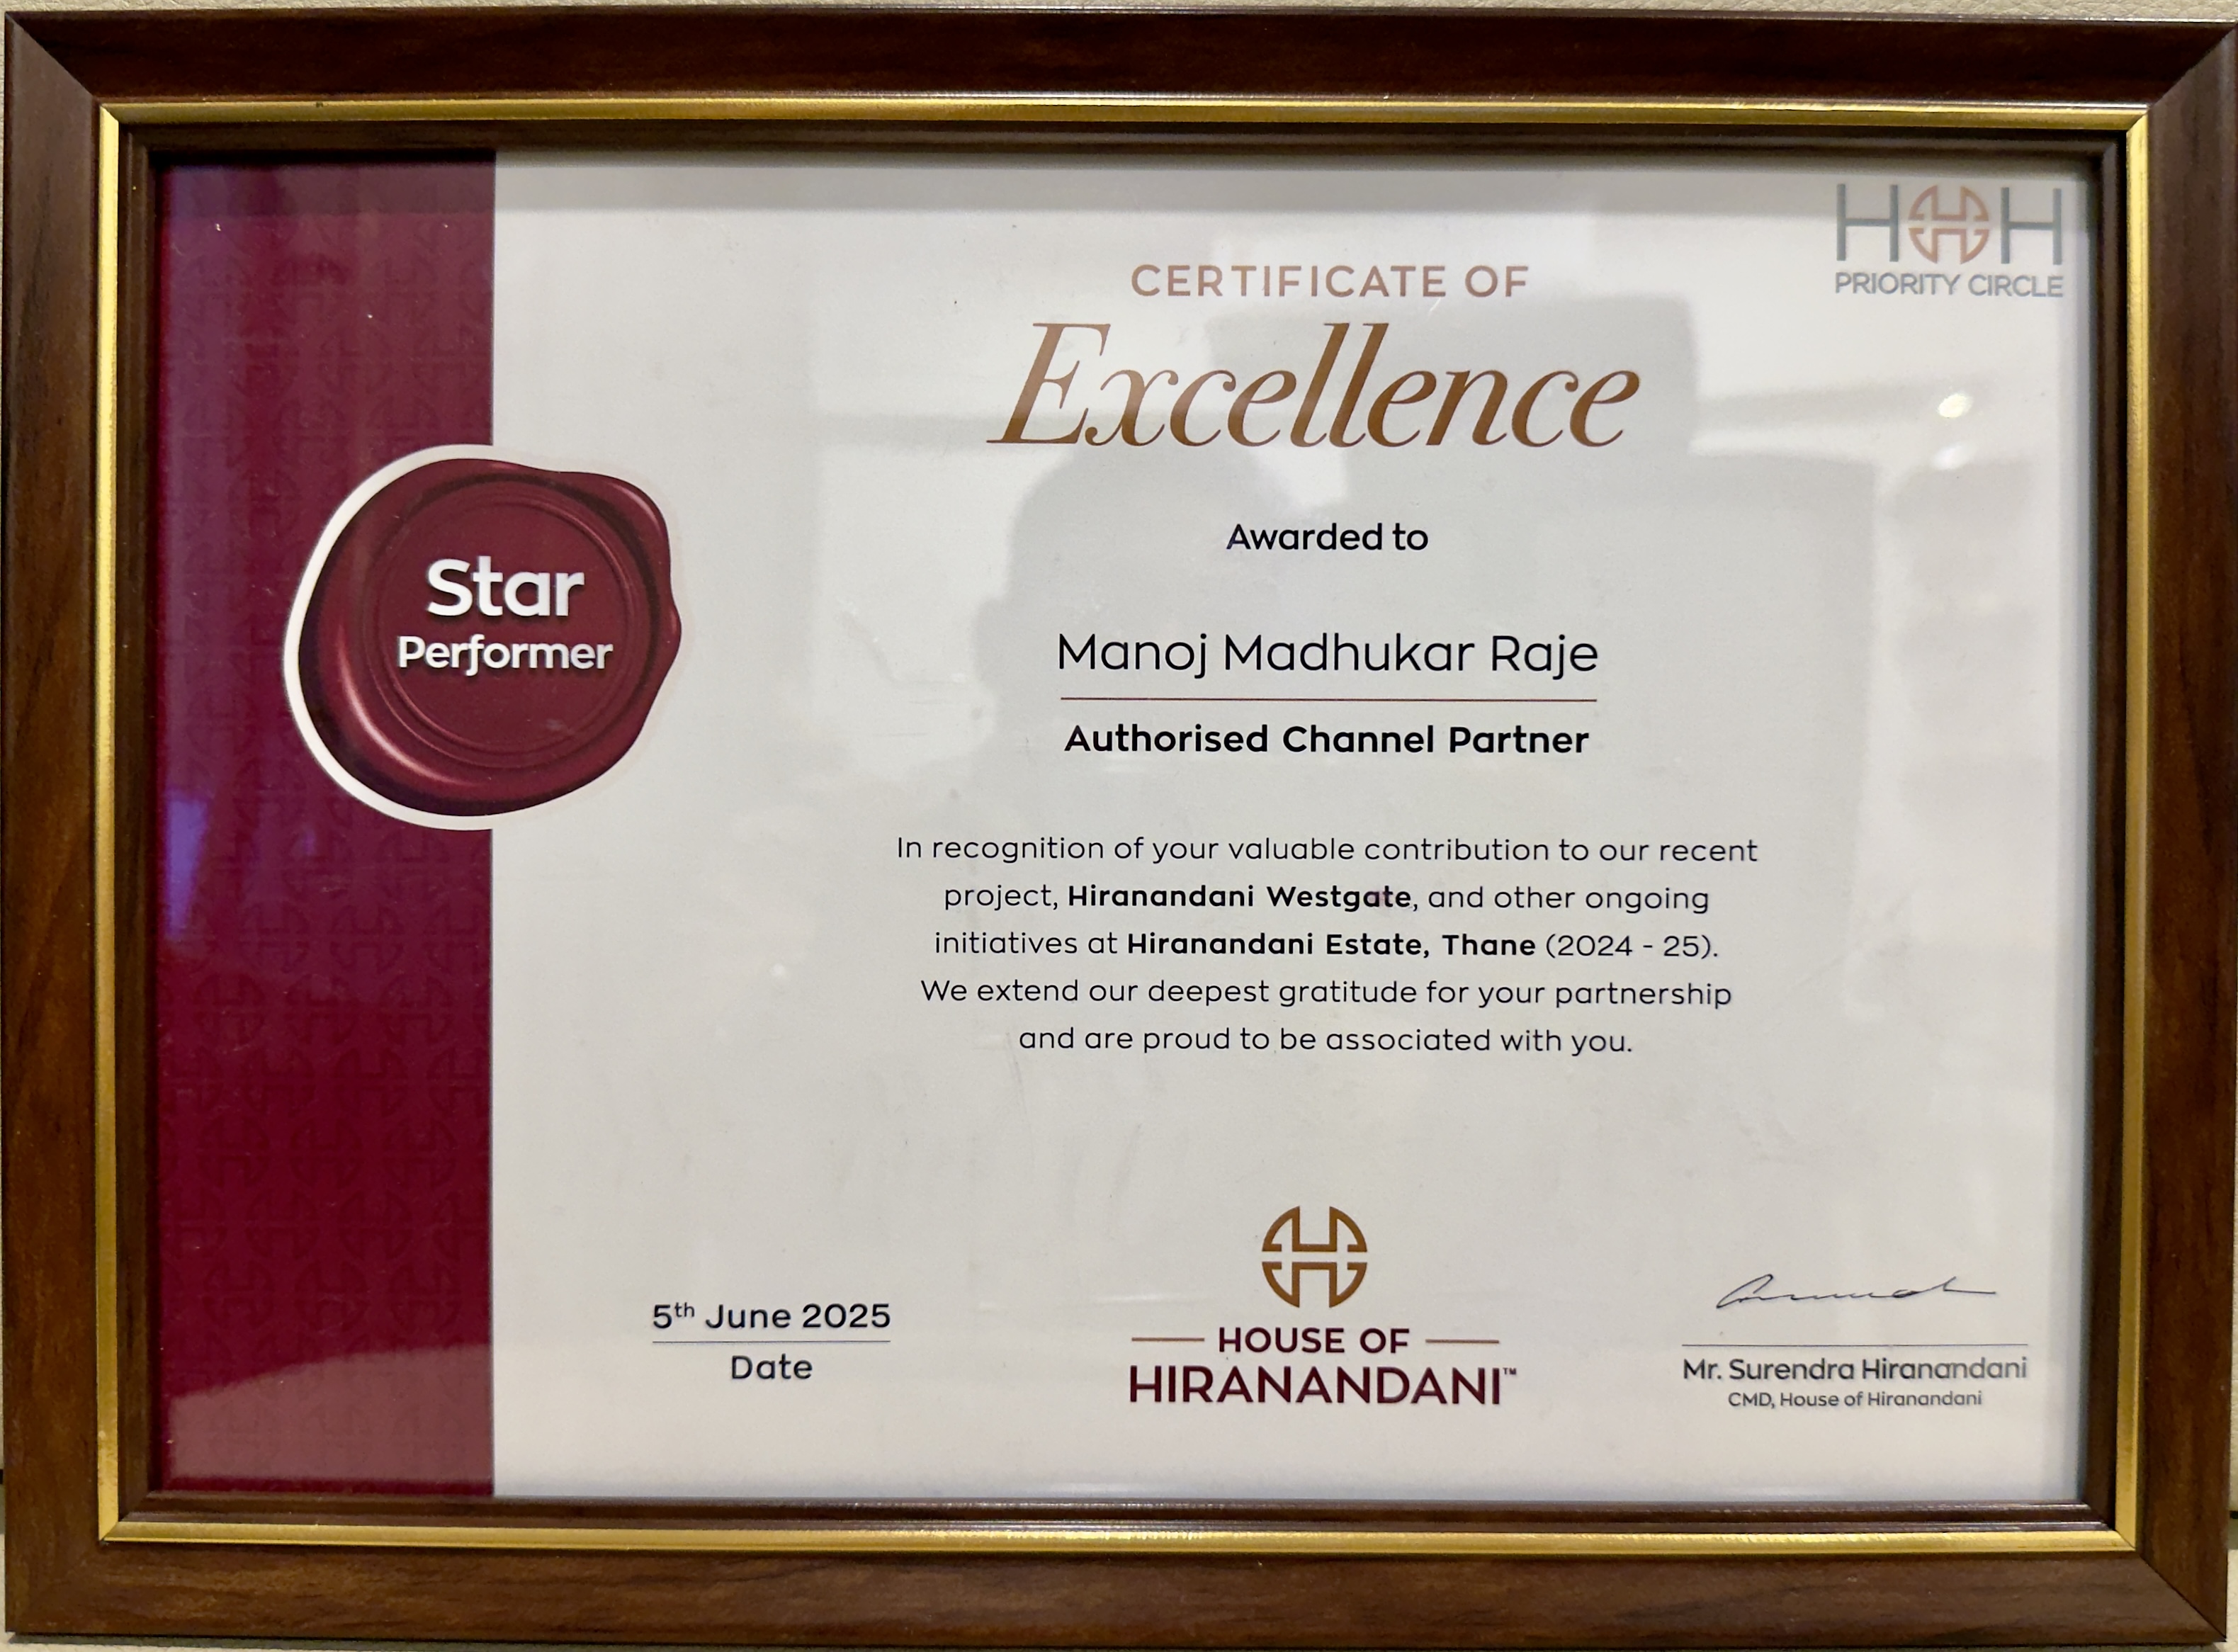 HHH
PRIORITY CIRCLE
CERTIFICATE OF
Excellence
Awarded to
Star
Performer
Manoj Madhukar Raje
Authorised Channel Partner
In recognition of your valuable contribution to our recent
project, Hiranandani Westgate, and other ongoing
initiatives at Hiranandani Estate, Thane (2024 - 25).
We extend our deepest gratitude for your partnership
and are proud to be associated with you.
5th June 2025
Date
HOUSE OF
HIRANANDANI™
Mr. Surendra Hiranandani
CMD, House of Hiranandani